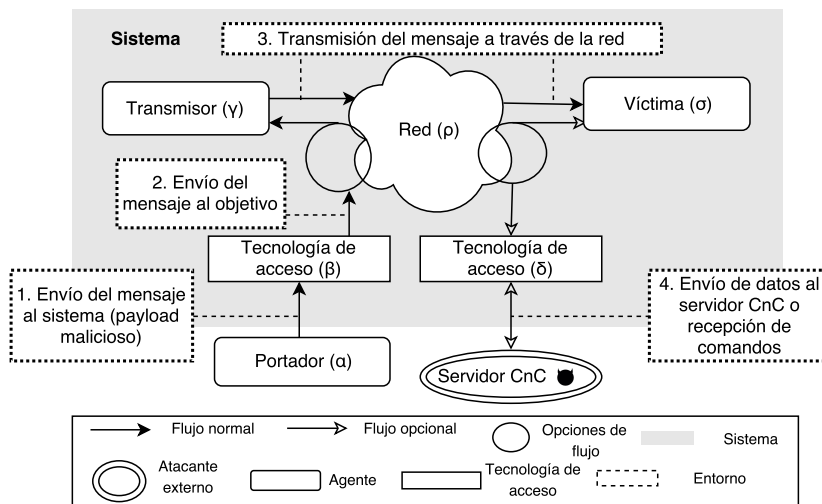 Sistema
3. Transmisión del mensaje a través de la red
Transmisor (γ)
Red (ρ)
Víctima (σ)
2. Envío del
mensaje al objetivo
Tecnología de
acceso (β)
Tecnología de
acceso (δ)
1. Envío del mensaje
al sistema (payload
malicioso)
4. Envío de datos al
servidor CnC o
recepción de
comandos
Portador (α)
Servidor CnC
Flujo normal
Flujo opcional
Opciones de
flujo
Sistema
Atacante
externo
Agente
Tecnología de
acceso
Entorno